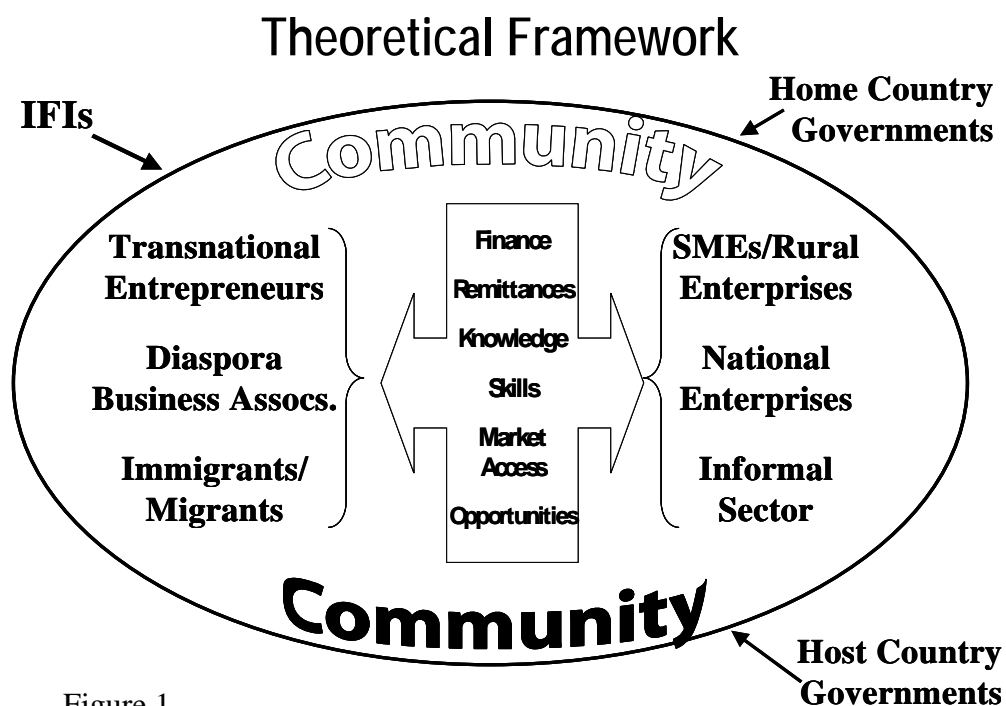 Theoretical Framework
IFIs
Home Country
Governments
Community
Transnational
Entrepreneurs
Diaspora
Business Assocs.
Immigrants/
Migrants
Finance
Remittances
Knowledge
Skills
Market
Access
Opportunities
SMEs/Rural
Enterprises
National
Enterprises
Informal
Sector
Community
Host Country
Governments
Figure 1